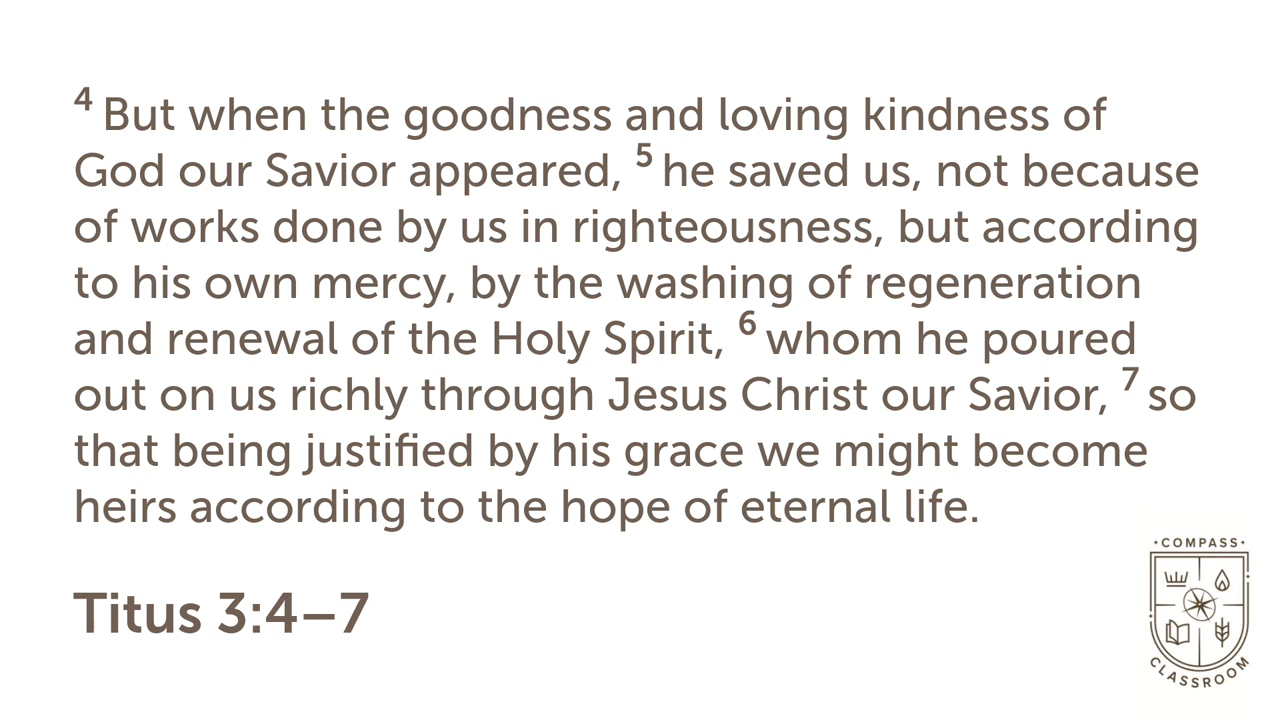 4 But when the goodness and loving kindness of
God our Savior appeared, 5 he saved us, not because
of works done by us in righteousness, but according
to his own mercy, by the washing of regeneration
and renewal of the Holy Spirit, 6 whom he poured
out on us richly through Jesus Christ our Savior, 7 so
that being justified by his grace we might become
heirs according to the hope of eternal life.
Titus 3:4–7
·COMPASS·
CLASSROOM